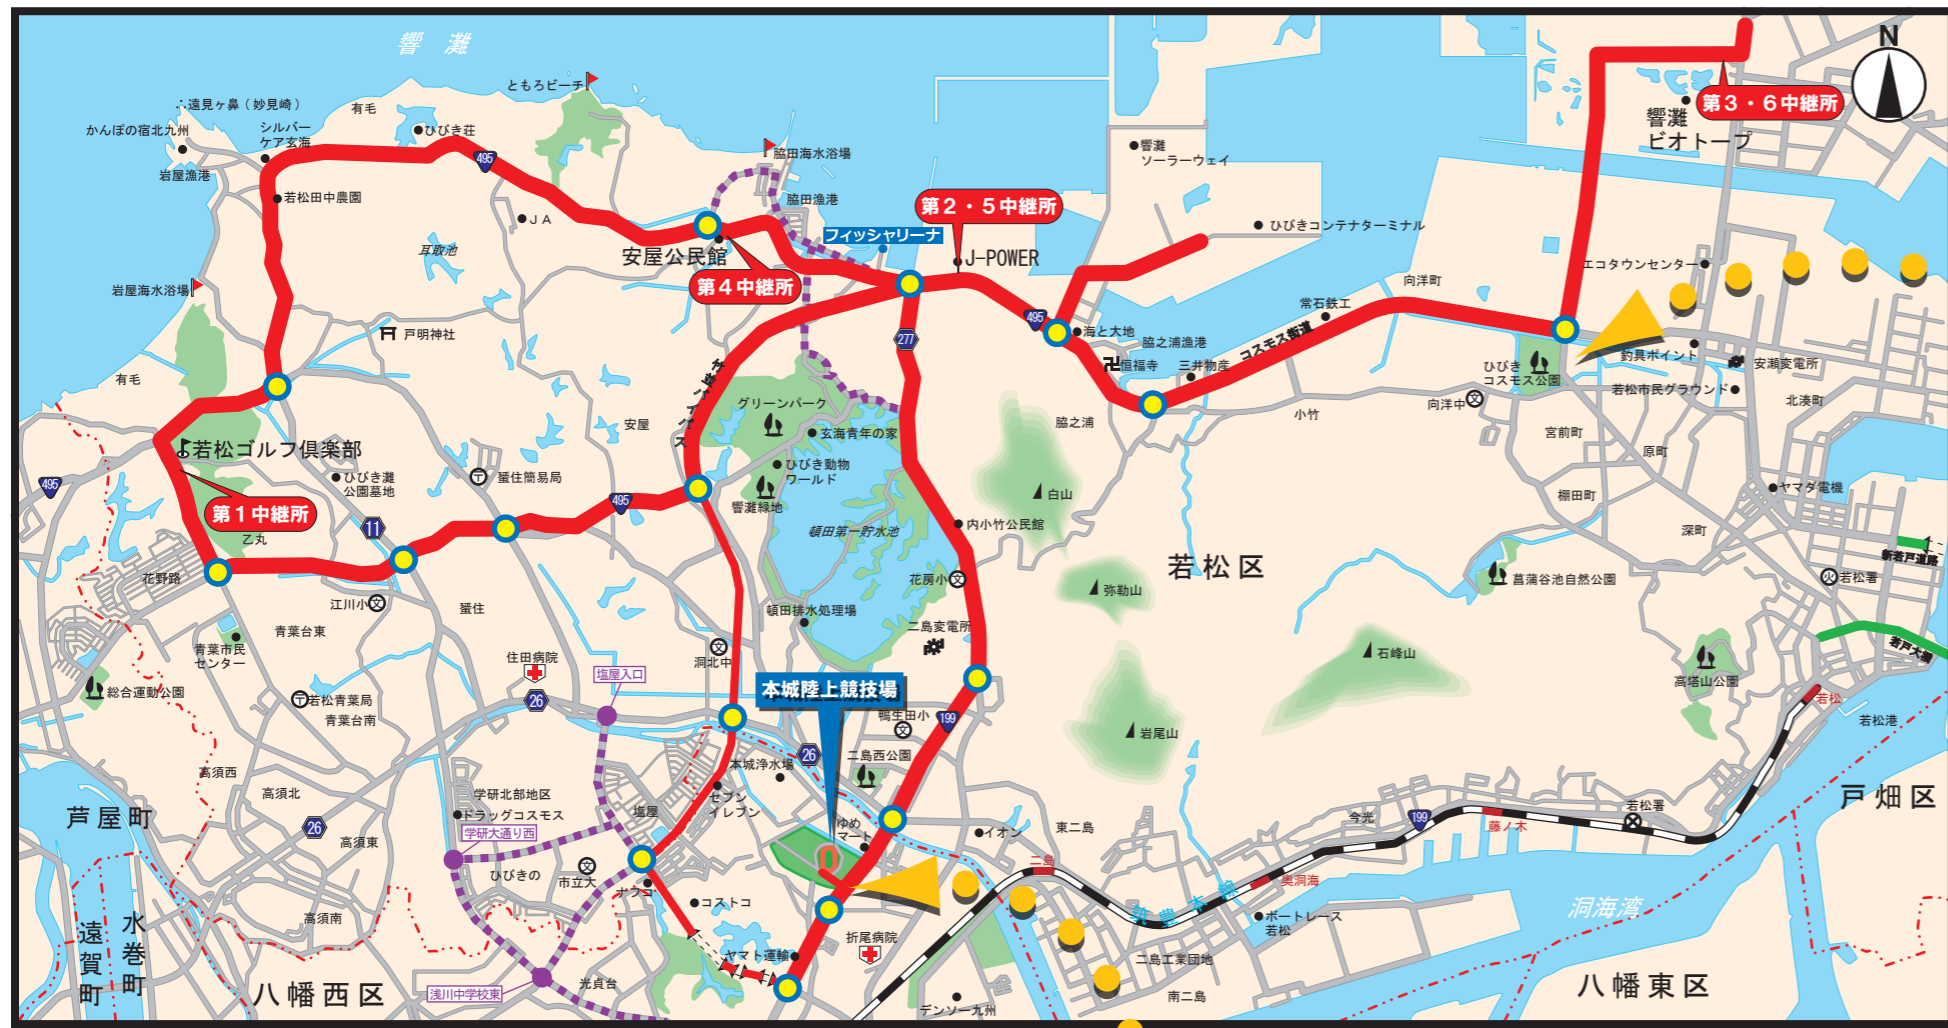 響 灘
N
ともろビーチ
∴遠見ヶ鼻（妙見崎）
有毛
かんぽの宿北九州
シルバー
ケア玄海
ひびき荘
495
第3・6中継所
響灘
ビオトープ
岩屋漁港
脇田海水浴場
響灘
ソーラーウェイ
若松田中農園
JA
脇田漁港
第2・5中継所
フィッシャリーナ
ひびきコンテナターミナル
耳取池
安屋公民館
J-POWER
第4中継所
岩屋海水浴場
向洋町
エコタウンセンター
常石鉄工
495
海と大地
コスモス街道
戸明神社
277
脇之浦漁港
恒福寺
三井物産
釣具ポイント
安瀬変電所
有毛
ひびき
コスモス公園
若松市民グラウンド
グリーンパーク
安屋
小竹
向洋中
北湊町
脇之浦
玄海青年の家
宮前町
若松ゴルフ倶楽部
原町
ひびき動物
ワールド
ひびき灘
公園墓地
蜑住簡易局
495
495
響灘緑地
白山
棚田町
ヤマダ電機
第1中継所
11
頓田第一貯水池
内小竹公民館
深町
乙丸
若松区
新若戸道路
花野路
花房小
弥勒山
菖蒲谷池自然公園
若松署
江川小
蜑住
頓田排水処理場
青葉台東
二島変電所
青葉市民
センター
住田病院
洞北中
石峰山
若戸大橋
塩屋入口
高塔山公園
総合運動公園
本城陸上競技場
若松青葉局
26
若松
青葉台南
鴨生田小
199
若松港
岩尾山
26
二島西公園
本城浄水場
高須西
高須北
学研北部地区
セブン
イレブン
戸畑区
芦屋町
ドラッグコスモス
塩屋
ゆめ
マート
イオン
東二島
今光
199
若松署
26
学研大通り西
藤ノ木
高須東
二島
ひびきの
市立大
奥洞海
筑豊本線
コストコ
洞海湾
高須南
ボートレース
若松
水巻町
遠賀町
折尾病院
ヤマト運輸
二島工業団地
八幡西区
浅川中学校東
光貞台
南二島
八幡東区
デンソー九州